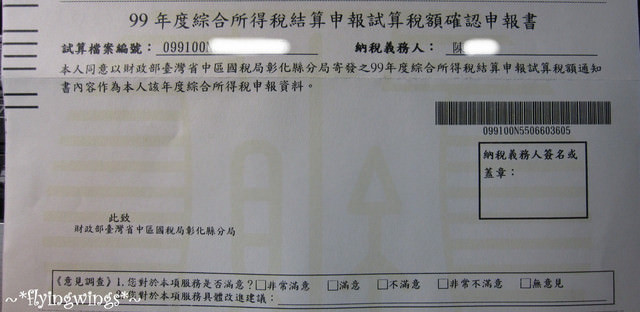 99年度綜合所得稅結算申報試算稅額確認申報書
試算檔案編號： 099100N 納稅義務人： 陳
本人同意以財政部臺灣省中區國稅局彰化縣分局寄發之99年度綜合所得稅結算申報試算稅額通知
書內容作為本人該年度綜合所得稅申報資料。
099100N5506603605
納稅義務人簽名或
蓋章：
此致
財政部臺灣省中區國稅局彰化縣分局
《意見調查》1.您對於本項服務是否滿意？□非常滿意 □滿意 □不滿意 □非常不滿意 □無意見
2.您對於本項服務具體改進建議：
～*flyingwings*～